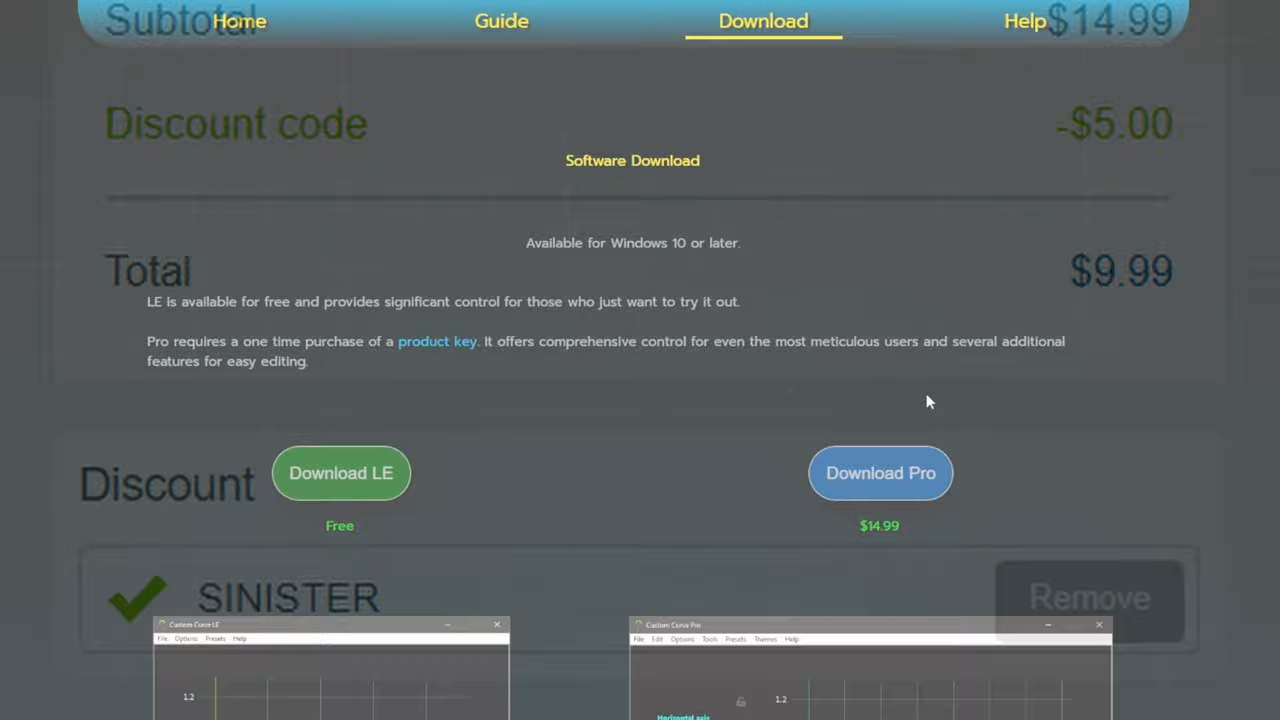 Home Guide Download Help
Subtotal $14.99
Discount code -$5.00
Software Download
Available for Windows 10 or later.
Total $9.99
LE is available for free and provides significant control for those who just want to try it out.
Pro requires a one time purchase of a product key. It offers comprehensive control for even the most meticulous users and several additional
features for easy editing.
Discount
Download LE Download Pro
Free $14.99
SINISTER Remove
Custom Curve LE
File Options Presets Help
1.2
Custom Curve Pro
File Edit Options Tools Presets Themes Help
1.2
Horizontal axis